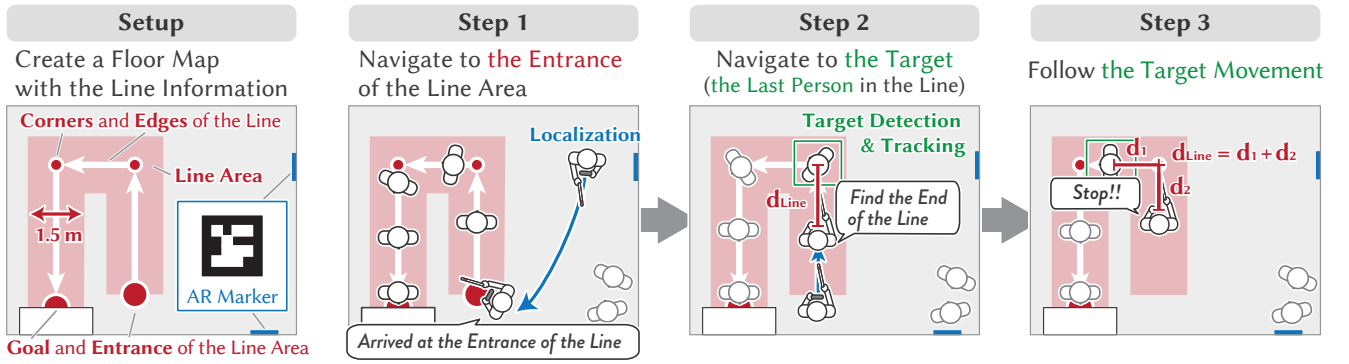 Setup
Create a Floor Map
with the Line Information
Corners and Edges of the Line
Line Area
1.5 m
AR Marker
Goal and Entrance of the Line Area
Step 1
Navigate to the Entrance
of the Line Area
Localization
Arrived at the Entrance of the Line
Step 2
Navigate to the Target
(the Last Person in the Line)
Target Detection
& Tracking
dLine
Find the End
of the Line
Step 3
Follow the Target Movement
d1
dLine = d1 + d2
d2
Stop!!